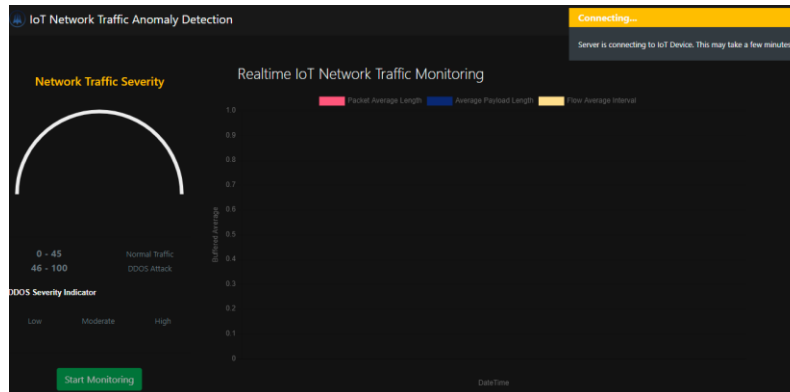 IoT Network Traffic Anomaly Detection
Connecting...
Server is connecting to IoT Device. This may take a few minutes
Network Traffic Severity
0 - 45 Normal Traffic
46 - 100 DDOS Attack
DDOS Severity Indicator
Low Moderate High
Start Monitoring
Realtime IoT Network Traffic Monitoring
Packet Average Length Average Payload Length Flow Average Interval
1.0
0.9
0.8
0.7
0.6
0.5
0.4
0.3
0.2
0.1
0
Buffered Average
DateTime